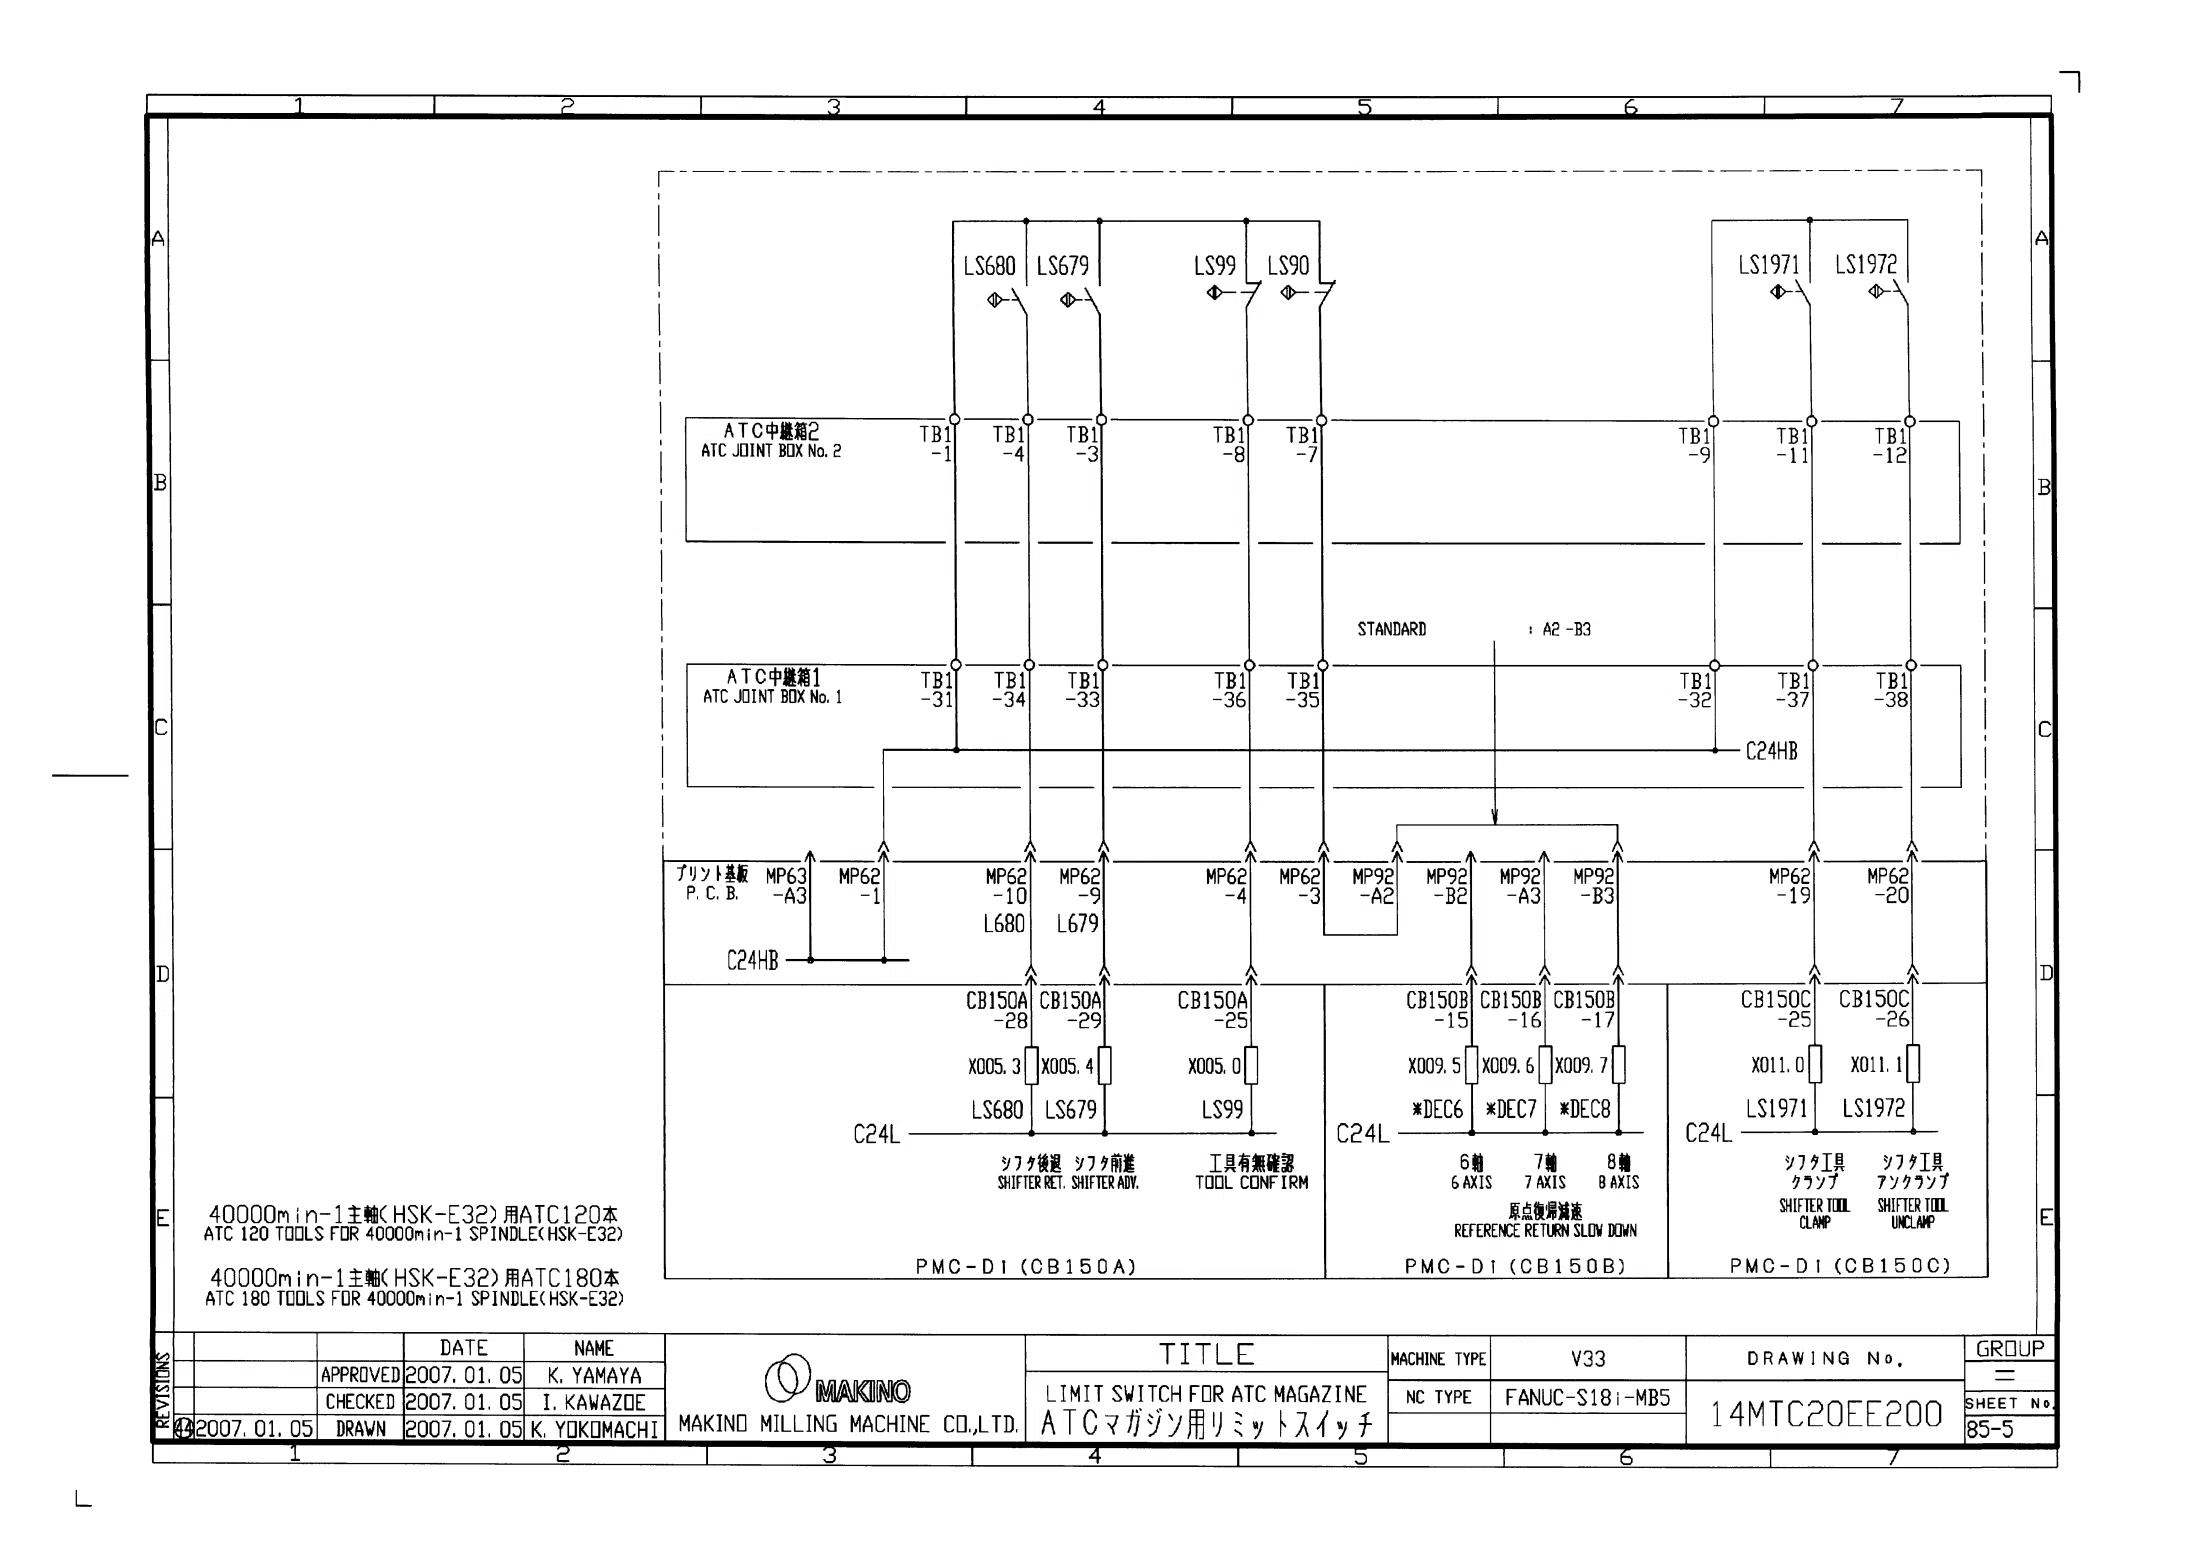 1 2 3 4 5 6 7
A A
LS680 LS679 LS99 LS90 LS1971 LS1972
ATC中継箱2
ATC JOINT BOX No. 2
TB1 TB1 TB1 TB1 TB1 TB1 TB1 TB1
-1 -4 -3 -8 -7 -9 -11 -12
B B
STANDARD : A2 -B3
ATC中継箱1
ATC JOINT BOX No. 1
TB1 TB1 TB1 TB1 TB1 TB1 TB1 TB1
-31 -34 -33 -36 -35 -32 -37 -38
C C
C24HB
プリント基板
P. C. B.
MP63 MP62 MP62 MP62 MP62 MP62 MP92 MP92 MP92 MP92 MP62 MP62
-A3 -1 -10 -9 -4 -3 -A2 -B2 -A3 -B3 -19 -20
L680 L679
C24HB
D D
CB150A CB150A CB150A CB150B CB150B CB150B CB150C CB150C
-28 -29 -25 -15 -16 -17 -25 -26
X005. 3 X005. 4 X005. 0 X009. 5 X009. 6 X009. 7 X011. 0 X011. 1
LS680 LS679 LS99 *DEC6 *DEC7 *DEC8 LS1971 LS1972
C24L C24L C24L
シフタ後退 シフタ前進 工具有無確認 6軸 7軸 8軸 シフタ工具 シフタ工具
SHIFTER RET. SHIFTER ADV. TOOL CONFIRM 6 AXIS 7 AXIS 8 AXIS クランプ アンクランプ
原点復帰減速 SHIFTER TOOL SHIFTER TOOL
REFERENCE RETURN SLOW DOWN CLAMP UNCLAMP
E E
PMC-DI (CB150A) PMC-DI (CB150B) PMC-DI (CB150C)
40000min-1主軸(HSK-E32)用ATC120本
ATC 120 TOOLS FOR 40000min-1 SPINDLE(HSK-E32)
40000min-1主軸(HSK-E32)用ATC180本
ATC 180 TOOLS FOR 40000min-1 SPINDLE(HSK-E32)
REVISIONS
44 2007. 01. 05
DATE NAME
APPROVED 2007. 01. 05 K. YAMAYA
CHECKED 2007. 01. 05 I. KAWAZOE
DRAWN 2007. 01. 05 K. YOKOMACHI
MAKINO
MAKINO MILLING MACHINE CO.,LTD.
TITLE
LIMIT SWITCH FOR ATC MAGAZINE
ATCマガジン用リミットスイッチ
MACHINE TYPE V33
NC TYPE FANUC-S18i-MB5
DRAWING No.
14MTC20EE200
GROUP
=
SHEET No.
85-5
1 2 3 4 5 6 7